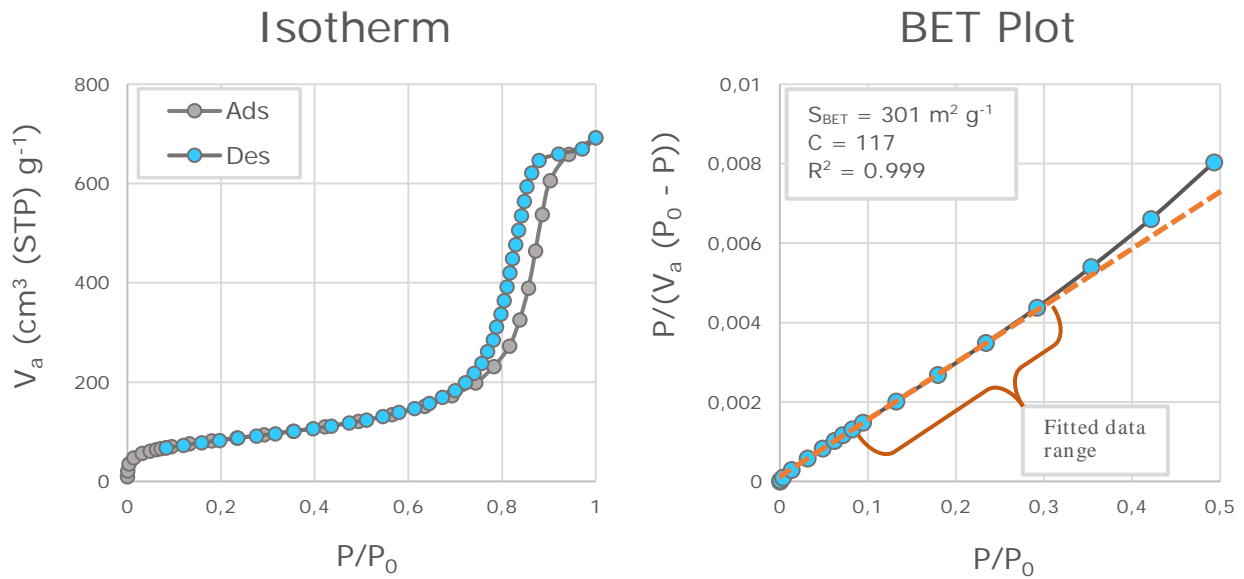 Isotherm
800
600
400
200
0
0
0,2
0,4
0,6
0,8
1
Vₐ (cm³ (STP) g⁻¹
P/P₀
Ads
Des
BET Plot
0,01
0,008
0,006
0,004
0,002
0
0
0,1
0,2
0,3
0,4
0,5
P/(Vₐ (P₀ - P))
P/P₀
S_BET = 301 m² g⁻¹
C = 117
R² = 0.999
Fitted data
range